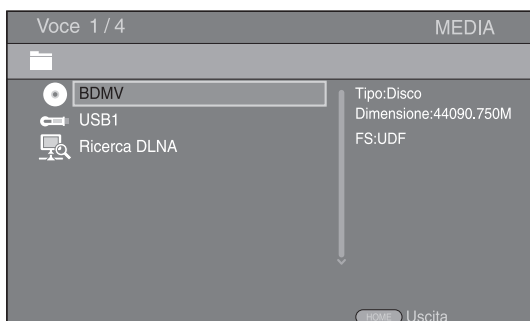 Voce 1 / 4
MEDIA
BDMV
USB1
Ricerca DLNA
Tipo:Disco
Dimensione:44090.750M
FS:UDF
HOME Uscita